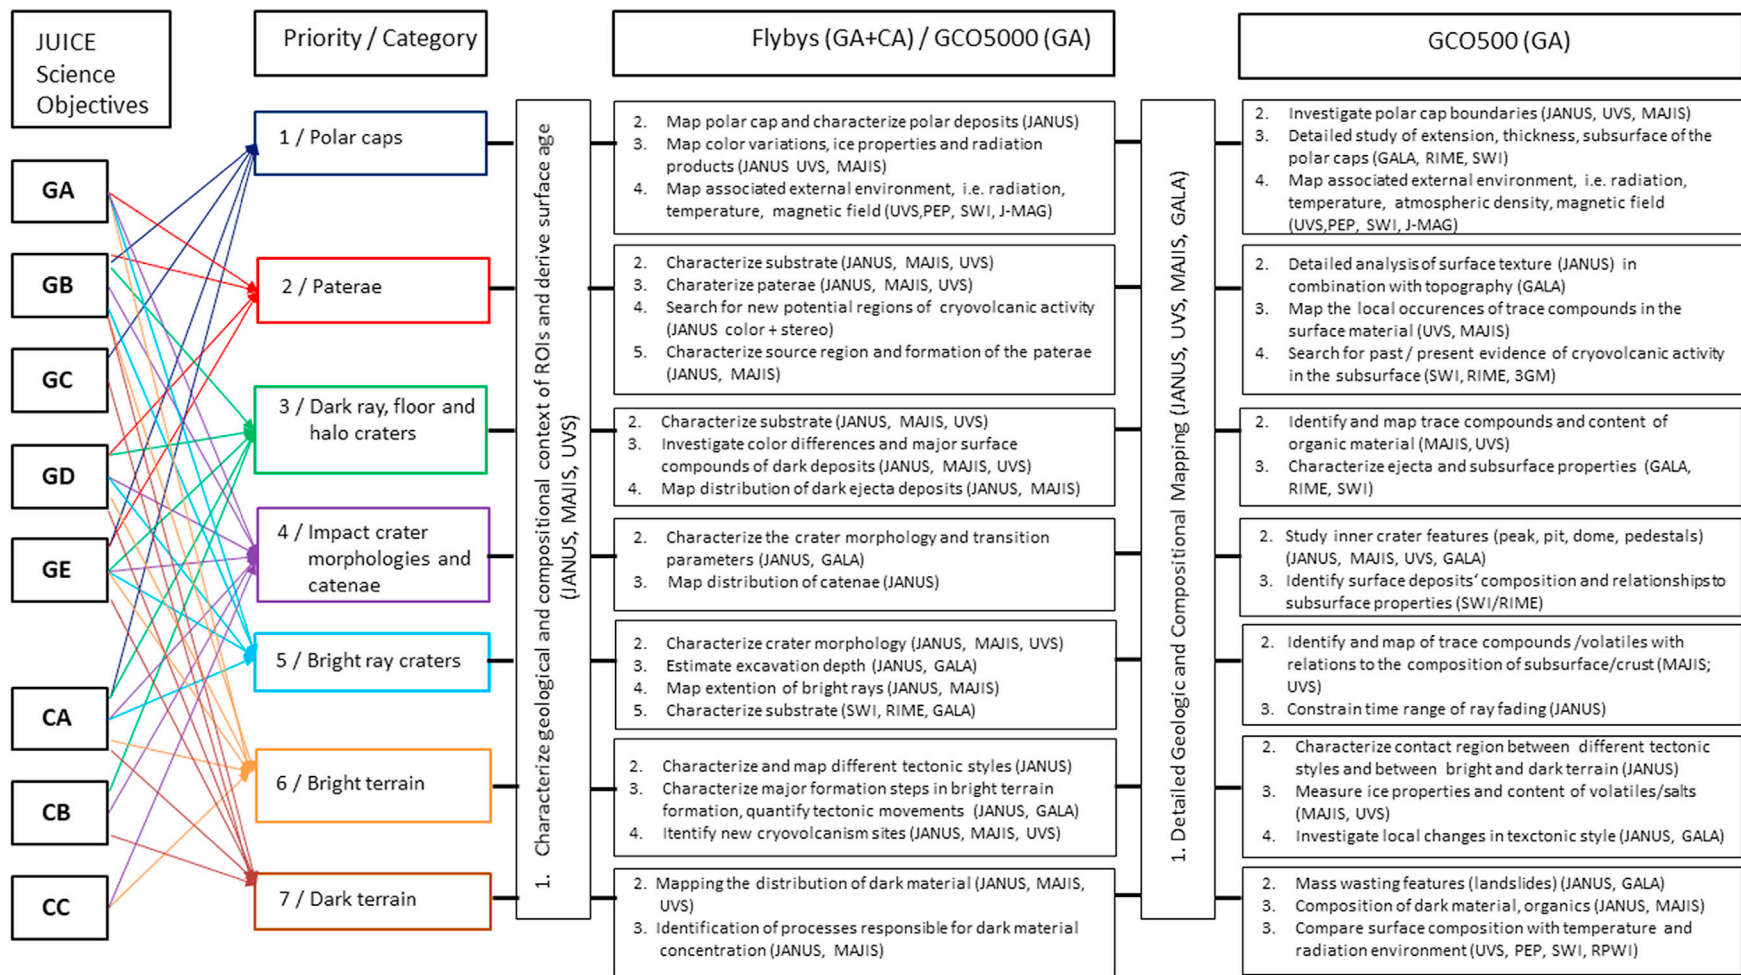 JUICE
Science
Objectives
Priority / Category
Flybys (GA+CA) / GCO5000 (GA)
GCO500 (GA)
GA
GB
GC
GD
GE
CA
CB
CC
1 / Polar caps
2 / Paterae
3 / Dark ray, floor and
halo craters
4 / Impact crater
morphologies and
catenae
5 / Bright ray craters
6 / Bright terrain
7 / Dark terrain
1. Characterize geological and compositional context of ROIs and derive surface age
(JANUS, MAJIS, UVS)
2. Map polar cap and characterize polar deposits (JANUS)
3. Map color variations, ice properties and radiation
products (JANUS UVS, MAJIS)
4. Map associated external environment, i.e. radiation,
temperature, magnetic field (UVS,PEP, SWI, J-MAG)
2. Characterize substrate (JANUS, MAJIS, UVS)
3. Charaterize paterae (JANUS, MAJIS, UVS)
4. Search for new potential regions of cryovolcanic activity
(JANUS color + stereo)
5. Characterize source region and formation of the paterae
(JANUS, MAJIS)
2. Characterize substrate (JANUS, MAJIS, UVS)
3. Investigate color differences and major surface
compounds of dark deposits (JANUS, MAJIS, UVS)
4. Map distribution of dark ejecta deposits (JANUS, MAJIS)
2. Characterize the crater morphology and transition
parameters (JANUS, GALA)
3. Map distribution of catenae (JANUS)
2. Characterize crater morphology (JANUS, MAJIS, UVS)
3. Estimate excavation depth (JANUS, GALA)
4. Map extention of bright rays (JANUS, MAJIS)
5. Characterize substrate (SWI, RIME, GALA)
2. Characterize and map different tectonic styles (JANUS)
3. Characterize major formation steps in bright terrain
formation, quantify tectonic movements (JANUS, GALA)
4. Itentify new cryovolcanism sites (JANUS, MAJIS, UVS)
2. Mapping the distribution of dark material (JANUS, MAJIS,
UVS)
3. Identification of processes responsible for dark material
concentration (JANUS, MAJIS)
1. Detailed Geologic and Compositional Mapping (JANUS, UVS, MAJIS, GALA)
2. Investigate polar cap boundaries (JANUS, UVS, MAJIS)
3. Detailed study of extension, thickness, subsurface of the
polar caps (GALA, RIME, SWI)
4. Map associated external environment, i.e. radiation,
temperature, atmospheric density, magnetic field
(UVS,PEP, SWI, J-MAG)
2. Detailed analysis of surface texture (JANUS) in
combination with topography (GALA)
3. Map the local occurences of trace compounds in the
surface material (UVS, MAJIS)
4. Search for past / present evidence of cryovolcanic activity
in the subsurface (SWI, RIME, 3GM)
2. Identify and map trace compounds and content of
organic material (MAJIS, UVS)
3. Characterize ejecta and subsurface properties (GALA,
RIME, SWI)
2. Study inner crater features (peak, pit, dome, pedestals)
(JANUS, MAJIS, UVS, GALA)
3. Identify surface deposits‘ composition and relationships to
subsurface properties (SWI/RIME)
2. Identify and map of trace compounds /volatiles with
relations to the composition of subsurface/crust (MAJIS;
UVS)
3. Constrain time range of ray fading (JANUS)
2. Characterize contact region between different tectonic
styles and between bright and dark terrain (JANUS)
3. Measure ice properties and content of volatiles/salts
(MAJIS, UVS)
4. Investigate local changes in texctonic style (JANUS, GALA)
2. Mass wasting features (landslides) (JANUS, GALA)
3. Composition of dark material, organics (JANUS, MAJIS)
3. Compare surface composition with temperature and
radiation environment (UVS, PEP, SWI, RPWI)